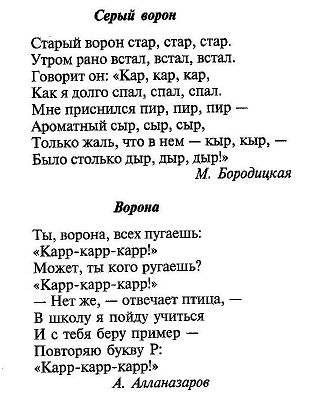 Серый ворон
Старый ворон стар, стар, стар.
Утром рано встал, встал, встал.
Говорит он: «Кар, кар, кар,
Как я долго спал, спал, спал.
Мне приснился пир, пир, пир —
Ароматный сыр, сыр, сыр,
Только жаль, что в нем — кыр, кыр, —
Было столько дыр, дыр, дыр!»
М. Бородицкая
Ворона
Ты, ворона, всех пугаешь:
«Карр-карр-карр!»
Может, ты кого ругаешь?
«Карр-карр-карр!»
— Нет же, — отвечает птица, —
В школу я пойду учиться
И с тебя беру пример —
Повторяю букву Р:
«Карр-карр-карр!»
А. Алланазаров